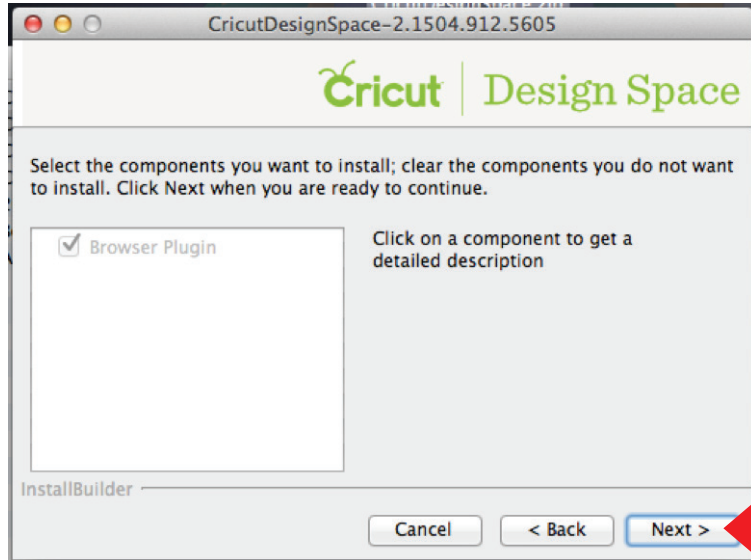 CricutDesignSpace-2.1504.912.5605
Cricut Design Space
Select the components you want to install; clear the components you do not want
to install. Click Next when you are ready to continue.
Browser Plugin
Click on a component to get a
detailed description
InstallBuilder
Cancel
< Back
Next >